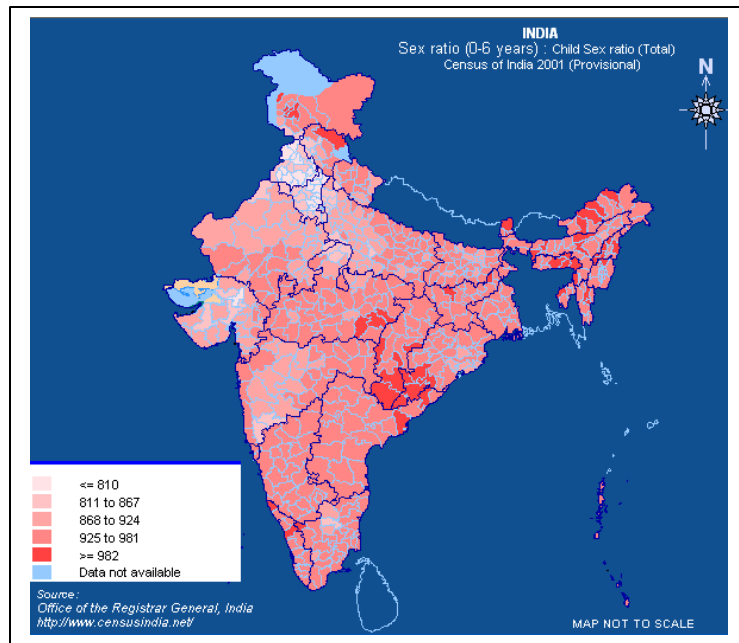 INDIA
Sex ratio (0-6 years) : Child Sex ratio (Total)
Census of India 2001 (Provisional)
N
<= 810
811 to 867
868 to 924
925 to 981
>= 982
Data not available
Source:
Office of the Registrar General, India
http://www.censusindia.net/
MAP NOT TO SCALE